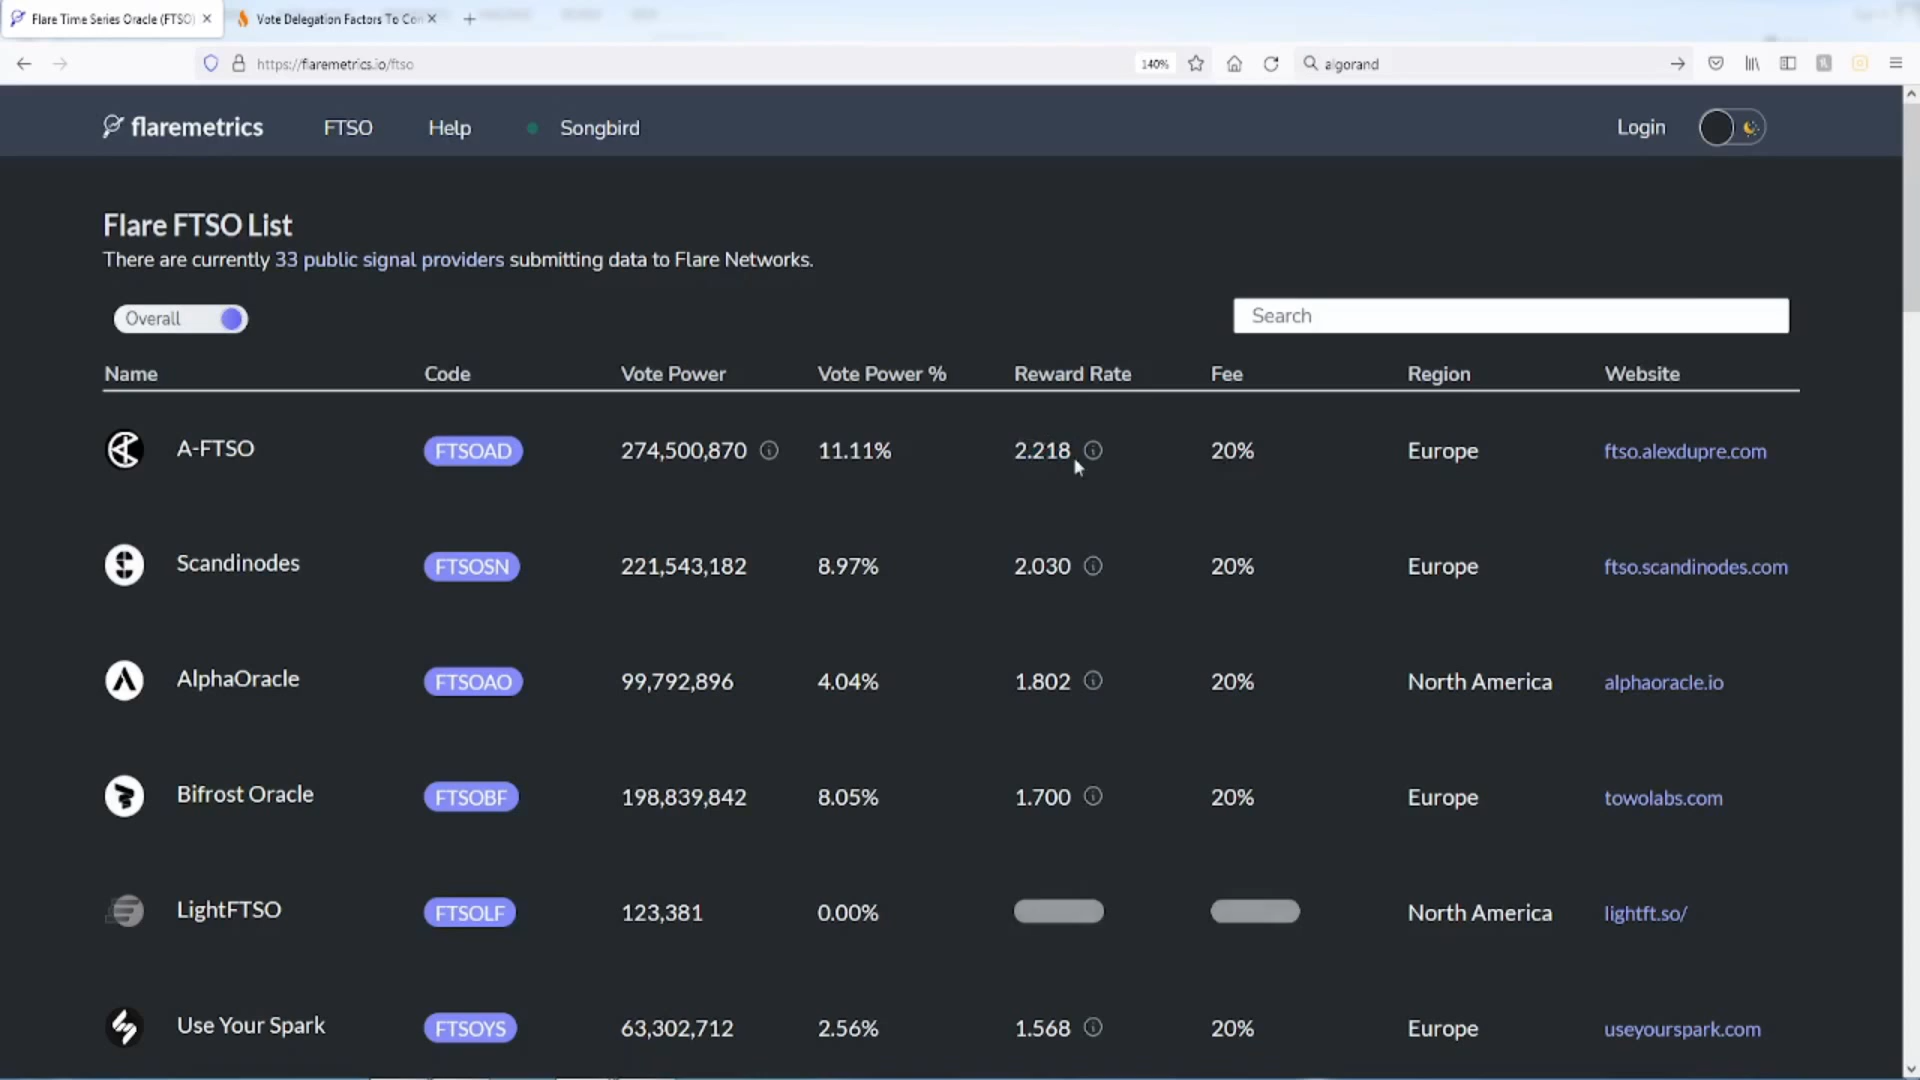 Flare Time Series Oracle (FTSO)
Vote Delegation Factors To Con
https://flaremetrics.io/ftso
140%
algorand
flaremetrics
FTSO
Help
Songbird
Login
Flare FTSO List
There are currently 33 public signal providers submitting data to Flare Networks.
Overall
Search
Name Code Vote Power Vote Power % Reward Rate Fee Region Website
A-FTSO FTSOAD 274,500,870 11.11% 2.218 20% Europe ftso.alexdupre.com
Scandinodes FTSOSN 221,543,182 8.97% 2.030 20% Europe ftso.scandinodes.com
AlphaOracle FTSOAO 99,792,896 4.04% 1.802 20% North America alphaoracle.io
Bifrost Oracle FTSOBF 198,839,842 8.05% 1.700 20% Europe towolabs.com
LightFTSO FTSOLF 123,381 0.00% North America lightft.so/
Use Your Spark FTSOYS 63,302,712 2.56% 1.568 20% Europe useyourspark.com